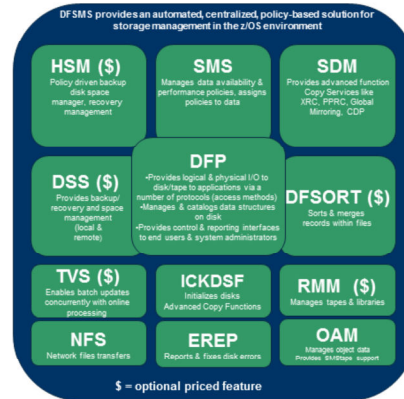 DFSMS provides an automated, centralized, policy-based solution for
storage management in the z/OS environment
HSM ($)
Policy driven backup
disk space
manager, recovery
management
SMS
Manages data availability &
performance policies, assigns
policies to data
SDM
Provides advanced function
Copy Services like
XRC, PPRC, Global
Mirroring, CDP
DFP
•Provides logical & physical I/O to
disk/tape to applications via a
number of protocols (access methods)
•Manages & catalogs data structures
on disk
•Provides control & reporting interfaces
to end users & system administrators
DSS ($)
Provides backup/
recovery and space
management
(local &
remote)
DFSORT ($)
Sorts & merges
records within files
TVS ($)
Enables batch updates
concurrently with online
processing
ICKDSF
Initializes disks
Advanced Copy Functions
RMM ($)
Manages tapes & libraries
NFS
Network files transfers
EREP
Reports & fixes disk errors
OAM
Manages object data
Provides SMStape support
$ = optional priced feature